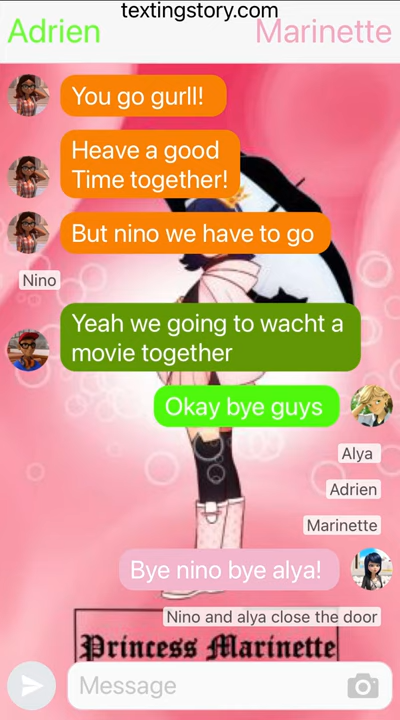 textingstory.com
Adrien
Marinette
You go gurll!
Heave a good
Time together!
But nino we have to go
Nino
Yeah we going to wacht a
movie together
Okay bye guys
Alya
Adrien
Marinette
Bye nino bye alya!
Nino and alya close the door
Princess Marinette
Message